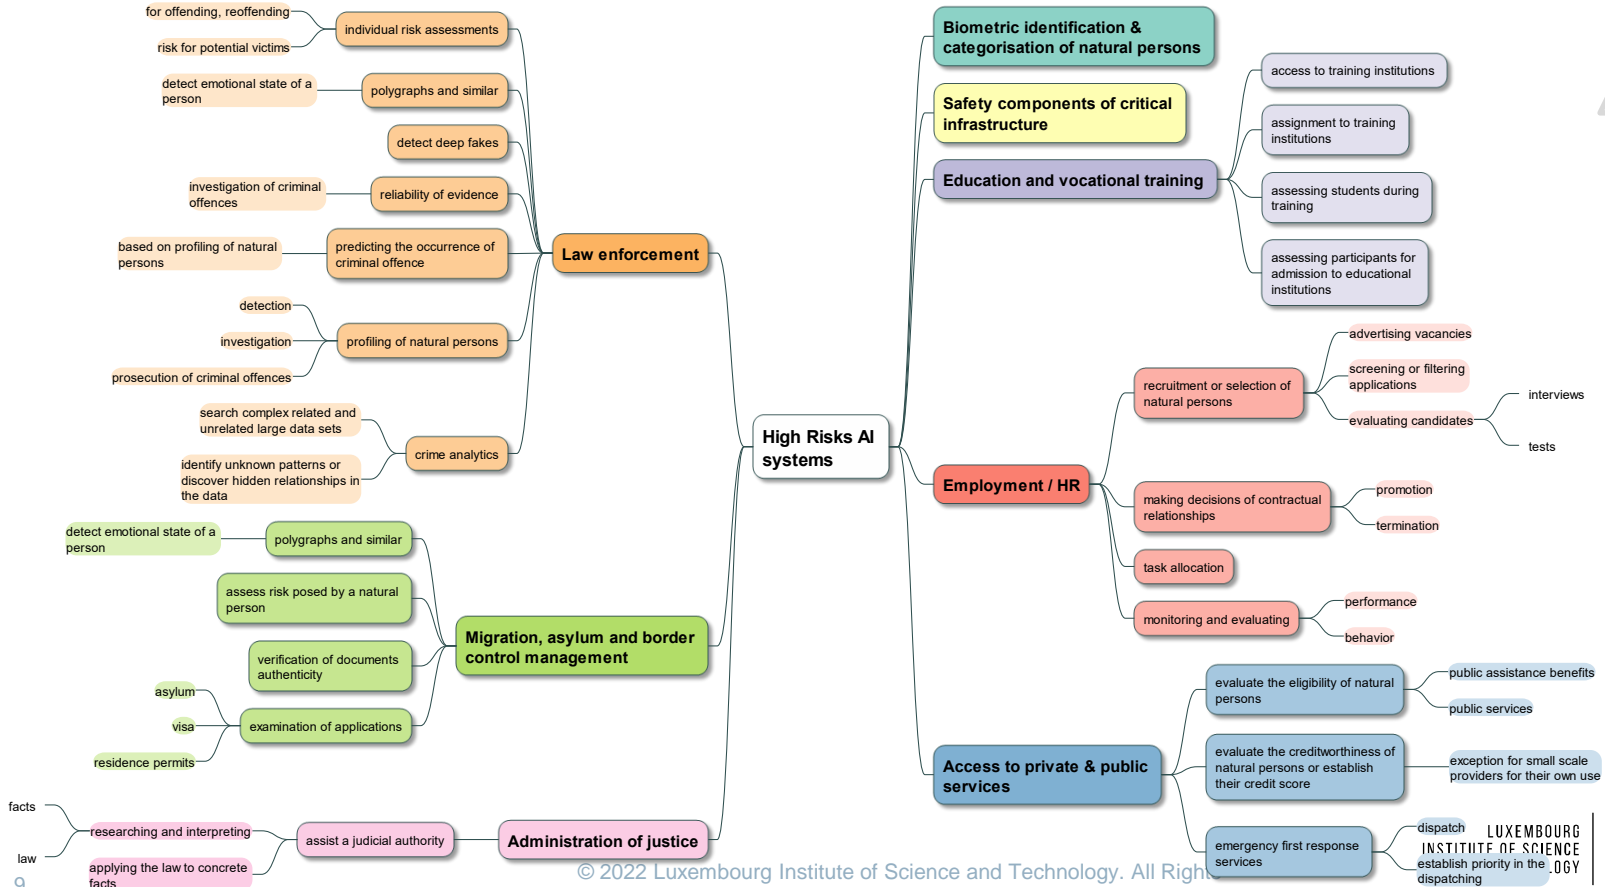 High Risks AI
systems
Law enforcement
individual risk assessments
for offending, reoffending
risk for potential victims
polygraphs and similar
detect emotional state of a
person
detect deep fakes
reliability of evidence
investigation of criminal
offences
predicting the occurrence of
criminal offence
based on profiling of natural
persons
profiling of natural persons
detection
investigation
prosecution of criminal offences
crime analytics
search complex related and
unrelated large data sets
identify unknown patterns or
discover hidden relationships in
the data
Migration, asylum and border
control management
polygraphs and similar
detect emotional state of a
person
assess risk posed by a natural
person
verification of documents
authenticity
examination of applications
asylum
visa
residence permits
Administration of justice
assist a judicial authority
researching and interpreting
facts
law
applying the law to concrete
facts
Biometric identification &
categorisation of natural persons
Safety components of critical
infrastructure
Education and vocational training
access to training institutions
assignment to training
institutions
assessing students during
training
assessing participants for
admission to educational
institutions
Employment / HR
recruitment or selection of
natural persons
advertising vacancies
screening or filtering
applications
evaluating candidates
interviews
tests
making decisions of contractual
relationships
promotion
termination
task allocation
monitoring and evaluating
performance
behavior
Access to private & public
services
evaluate the eligibility of natural
persons
public assistance benefits
public services
evaluate the creditworthiness of
natural persons or establish
their credit score
exception for small scale
providers for their own use
emergency first response
services
dispatch
establish priority in the
dispatching
LUXEMBOURG
INSTITUTE OF SCIENCE
LOGY
© 2022 Luxembourg Institute of Science and Technology. All Right
9